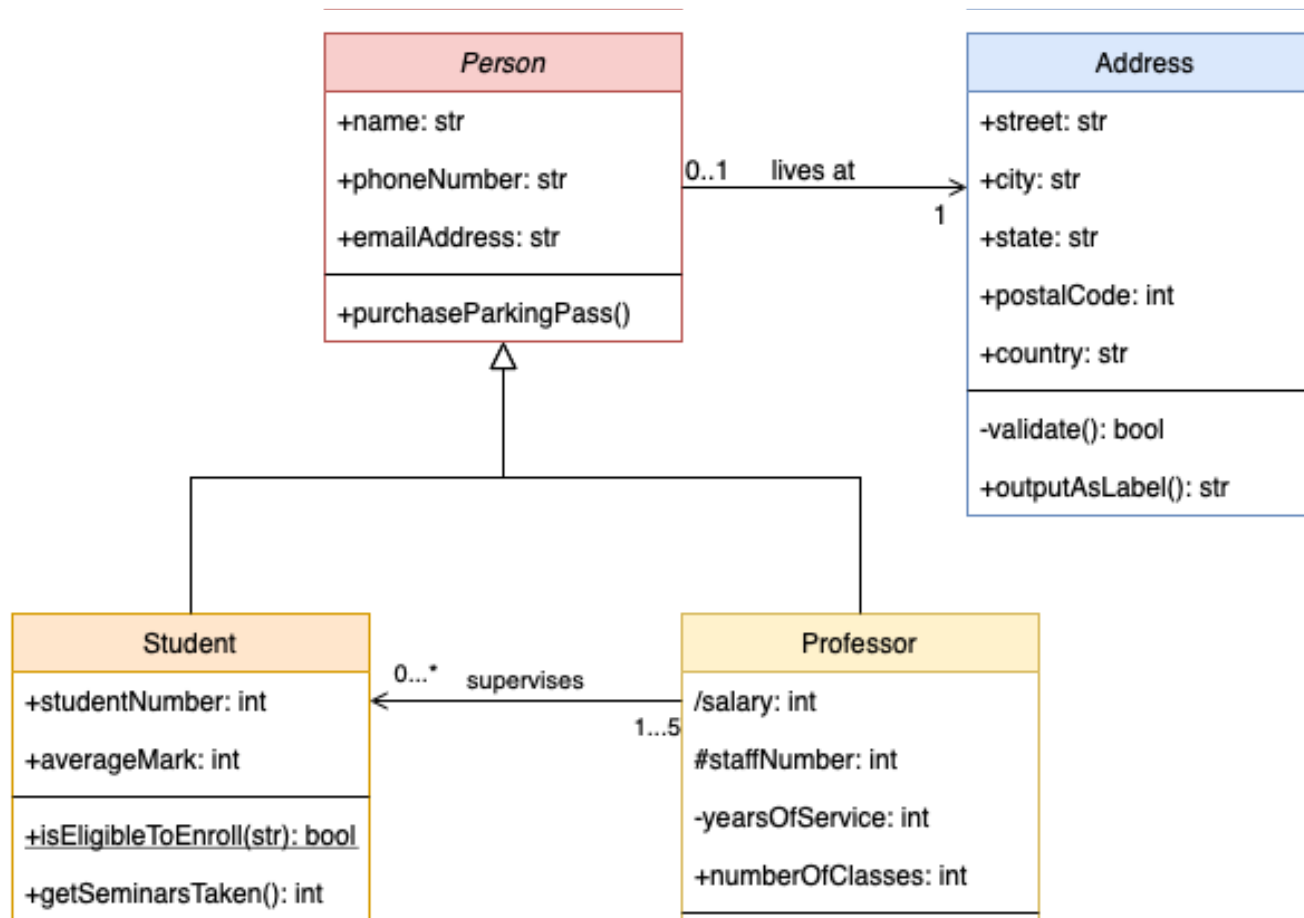 Person
+name: str
+phoneNumber: str
+emailAddress: str
+purchaseParkingPass()
0..1 lives at
1
Address
+street: str
+city: str
+state: str
+postalCode: int
+country: str
-validate(): bool
+outputAsLabel(): str
Student
+studentNumber: int
+averageMark: int
+isEligibleToEnroll(str): bool
+getSeminarsTaken(): int
0...* supervises
1...5
Professor
/salary: int
#staffNumber: int
-yearsOfService: int
+numberOfClasses: int